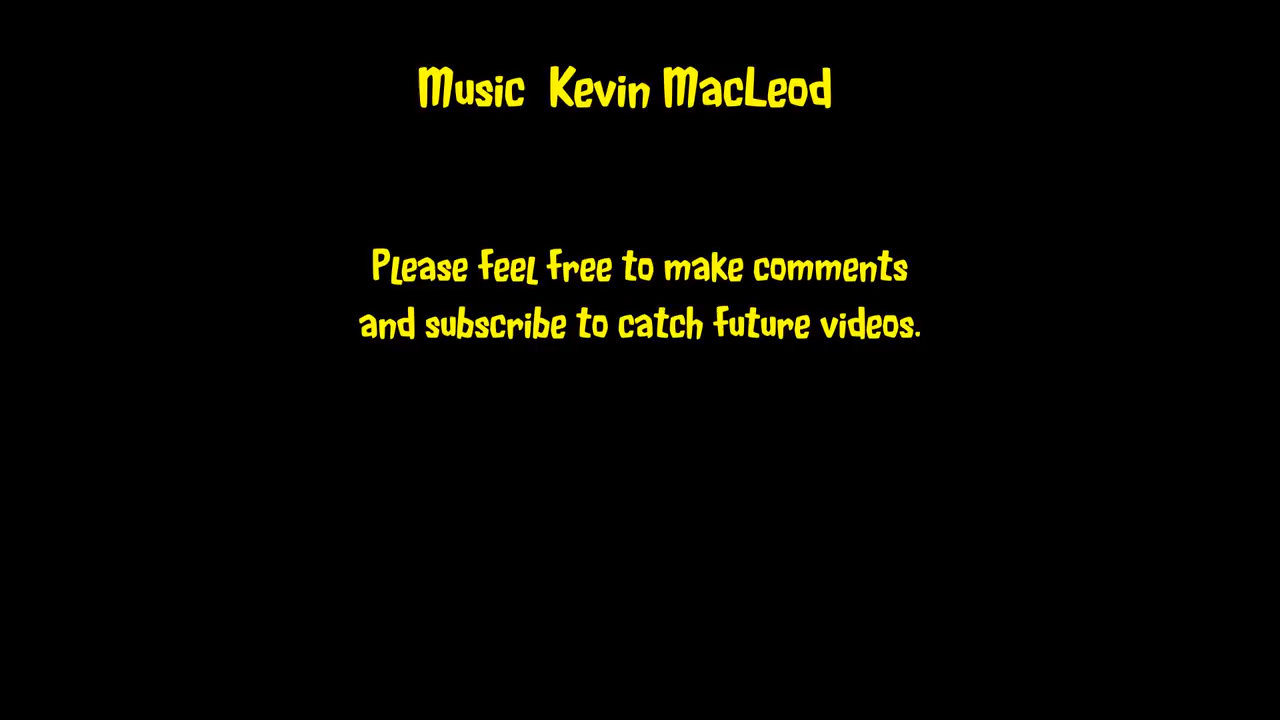 Music  Kevin MacLeod
Please feel free to make comments
and subscribe to catch future videos.